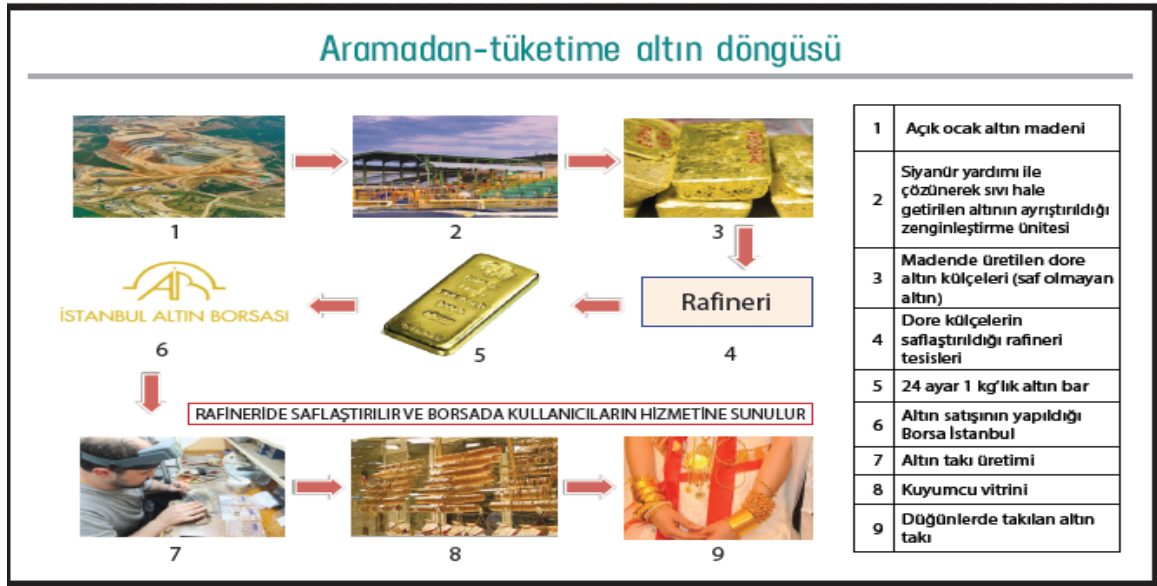 Aramadan-tüketime altın döngüsü
1
2
3
Rafineri
4
5
İSTANBUL ALTIN BORSASI
6
RAFİNERİDE SAFLAŞTIRILIR VE BORSADA KULLANICILARIN HİZMETİNE SUNULUR
7
8
9
1 Açık ocak altın madeni
2 Siyanür yardımı ile
çözünerek sıvı hale
getirilen altının ayrıştırıldığı
zenginleştirme ünitesi
3 Madende üretilen dore
altın külçeleri (saf olmayan
altın)
4 Dore külçelerin
saflaştırıldığı rafineri
tesisleri
5 24 ayar 1 kg'lık altın bar
6 Altın satışının yapıldığı
Borsa İstanbul
7 Altın takı üretimi
8 Kuyumcu vitrini
9 Düğünlerde takılan altın
takı